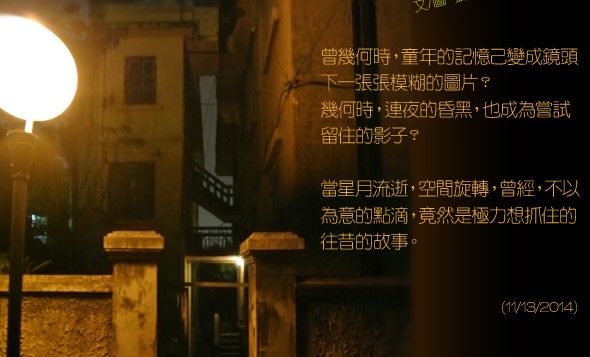 文/圖
曾幾何時，童年的記憶己變成鏡頭
下一張張模糊的圖片？
幾何時，連夜的昏黑，也成為嘗試
留住的影子？
當星月流逝，空間旋轉，曾經，不以
為意的點滴，竟然是極力想抓住的
往昔的故事。
(11/13/2014)